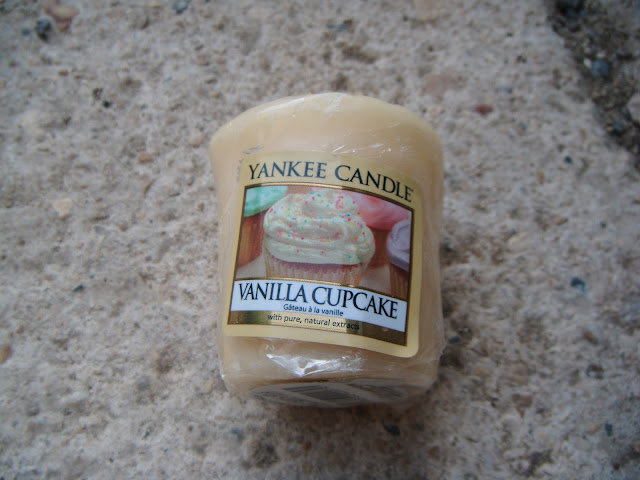 YANKEE CANDLE
VANILLA CUPCAKE
Gâteau à la vanille
with pure, natural extracts